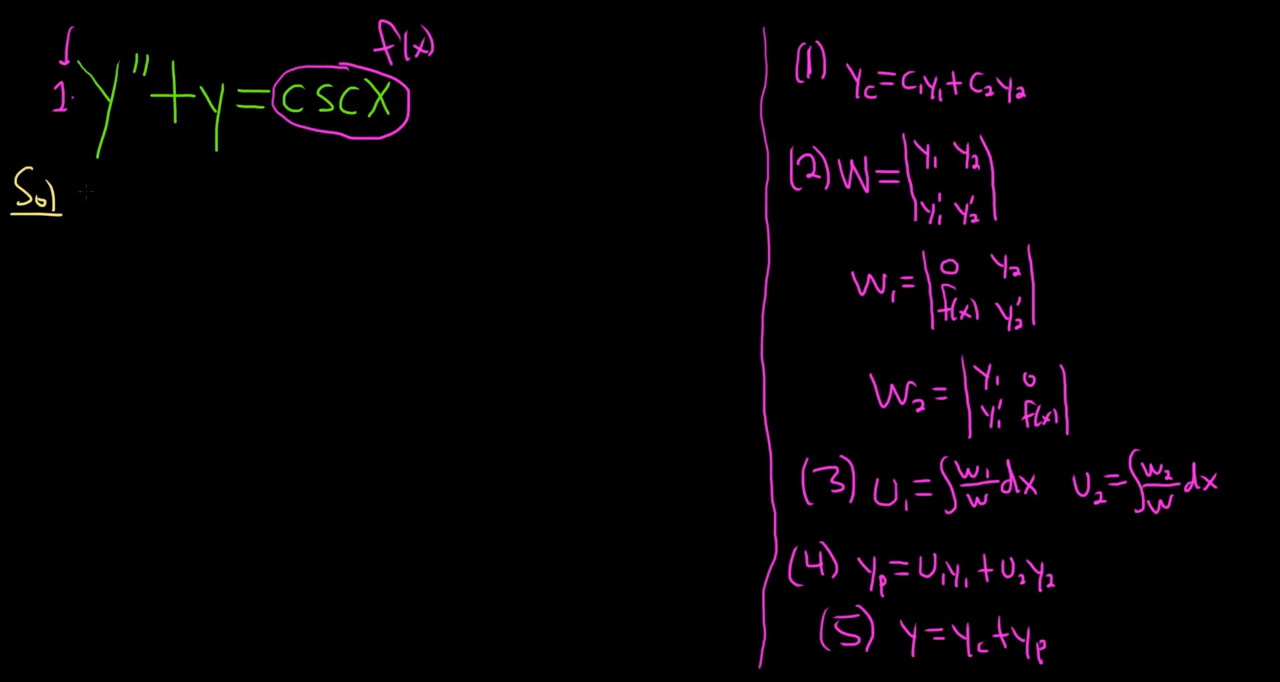 1. y'' + y = csc x f(x)
Sol
(1) y_c = c_1y_1 + c_2y_2
(2) W = |y_1 y_2|
|y_1' y_2'|
W_1 = |0 y_2|
|f(x) y_2'|
W_2 = |y_1 0|
|y_1' f(x)|
(3) U_1 = ∫ W_1/W dx U_2 = ∫ W_2/W dx
(4) y_p = U_1y_1 + U_2y_2
(5) y = y_c + y_p